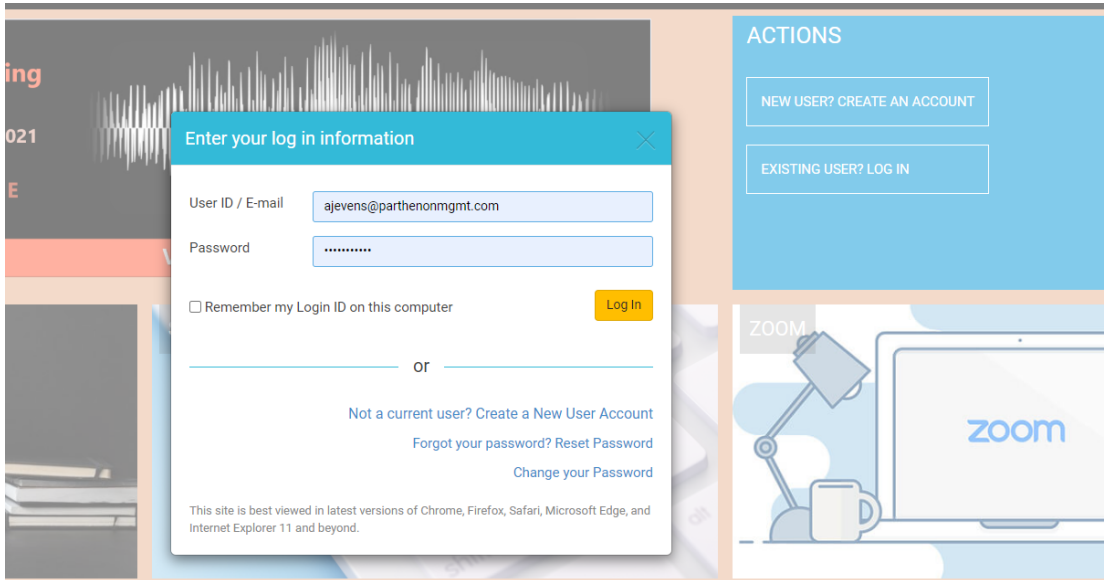 ing
021
E
ACTIONS
NEW USER? CREATE AN ACCOUNT
EXISTING USER? LOG IN
Enter your log in information
User ID / E-mail
ajevens@parthenonmgmt.com
Password
•••••••••••
Remember my Login ID on this computer
Log In
or
Not a current user? Create a New User Account
Forgot your password? Reset Password
Change your Password
This site is best viewed in latest versions of Chrome, Firefox, Safari, Microsoft Edge, and
Internet Explorer 11 and beyond.
ZOOM
zoom
alt